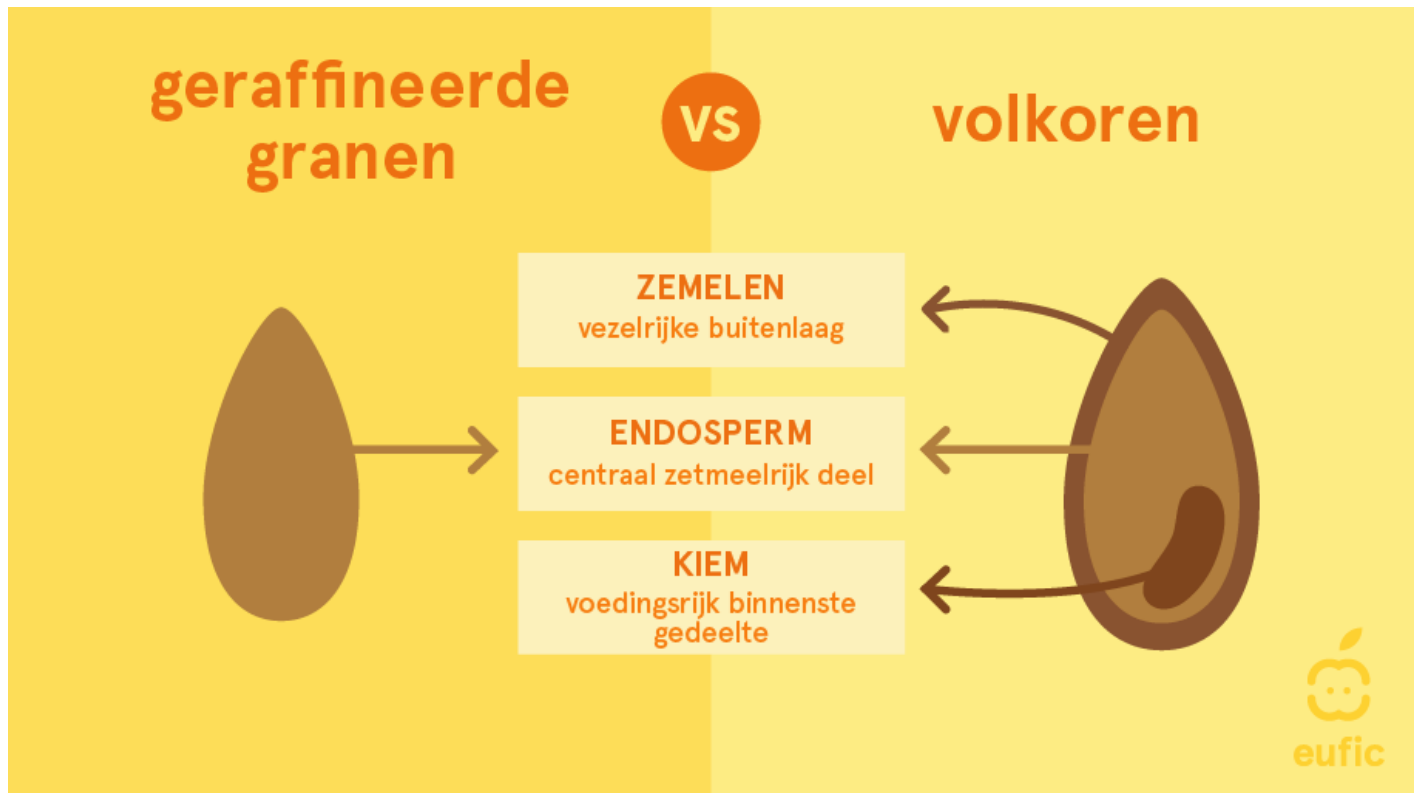 geraffineerde
granen
VS
volkoren
ZEMELEN
vezelrijke buitenlaag
ENDOSPERM
centraal zetmeelrijk deel
KIEM
voedingsrijk binnenste
gedeelte
eufic